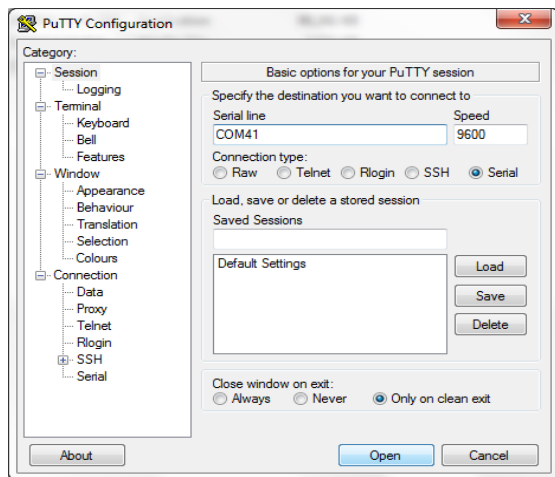 PuTTY Configuration
Category:
Session
Logging
Terminal
Keyboard
Bell
Features
Window
Appearance
Behaviour
Translation
Selection
Colours
Connection
Data
Proxy
Telnet
Rlogin
SSH
Serial
Basic options for your PuTTY session
Specify the destination you want to connect to
Serial line Speed
COM41 9600
Connection type:
Raw Telnet Rlogin SSH Serial
Load, save or delete a stored session
Saved Sessions
Default Settings
Load
Save
Delete
Close window on exit:
Always Never Only on clean exit
About Open Cancel